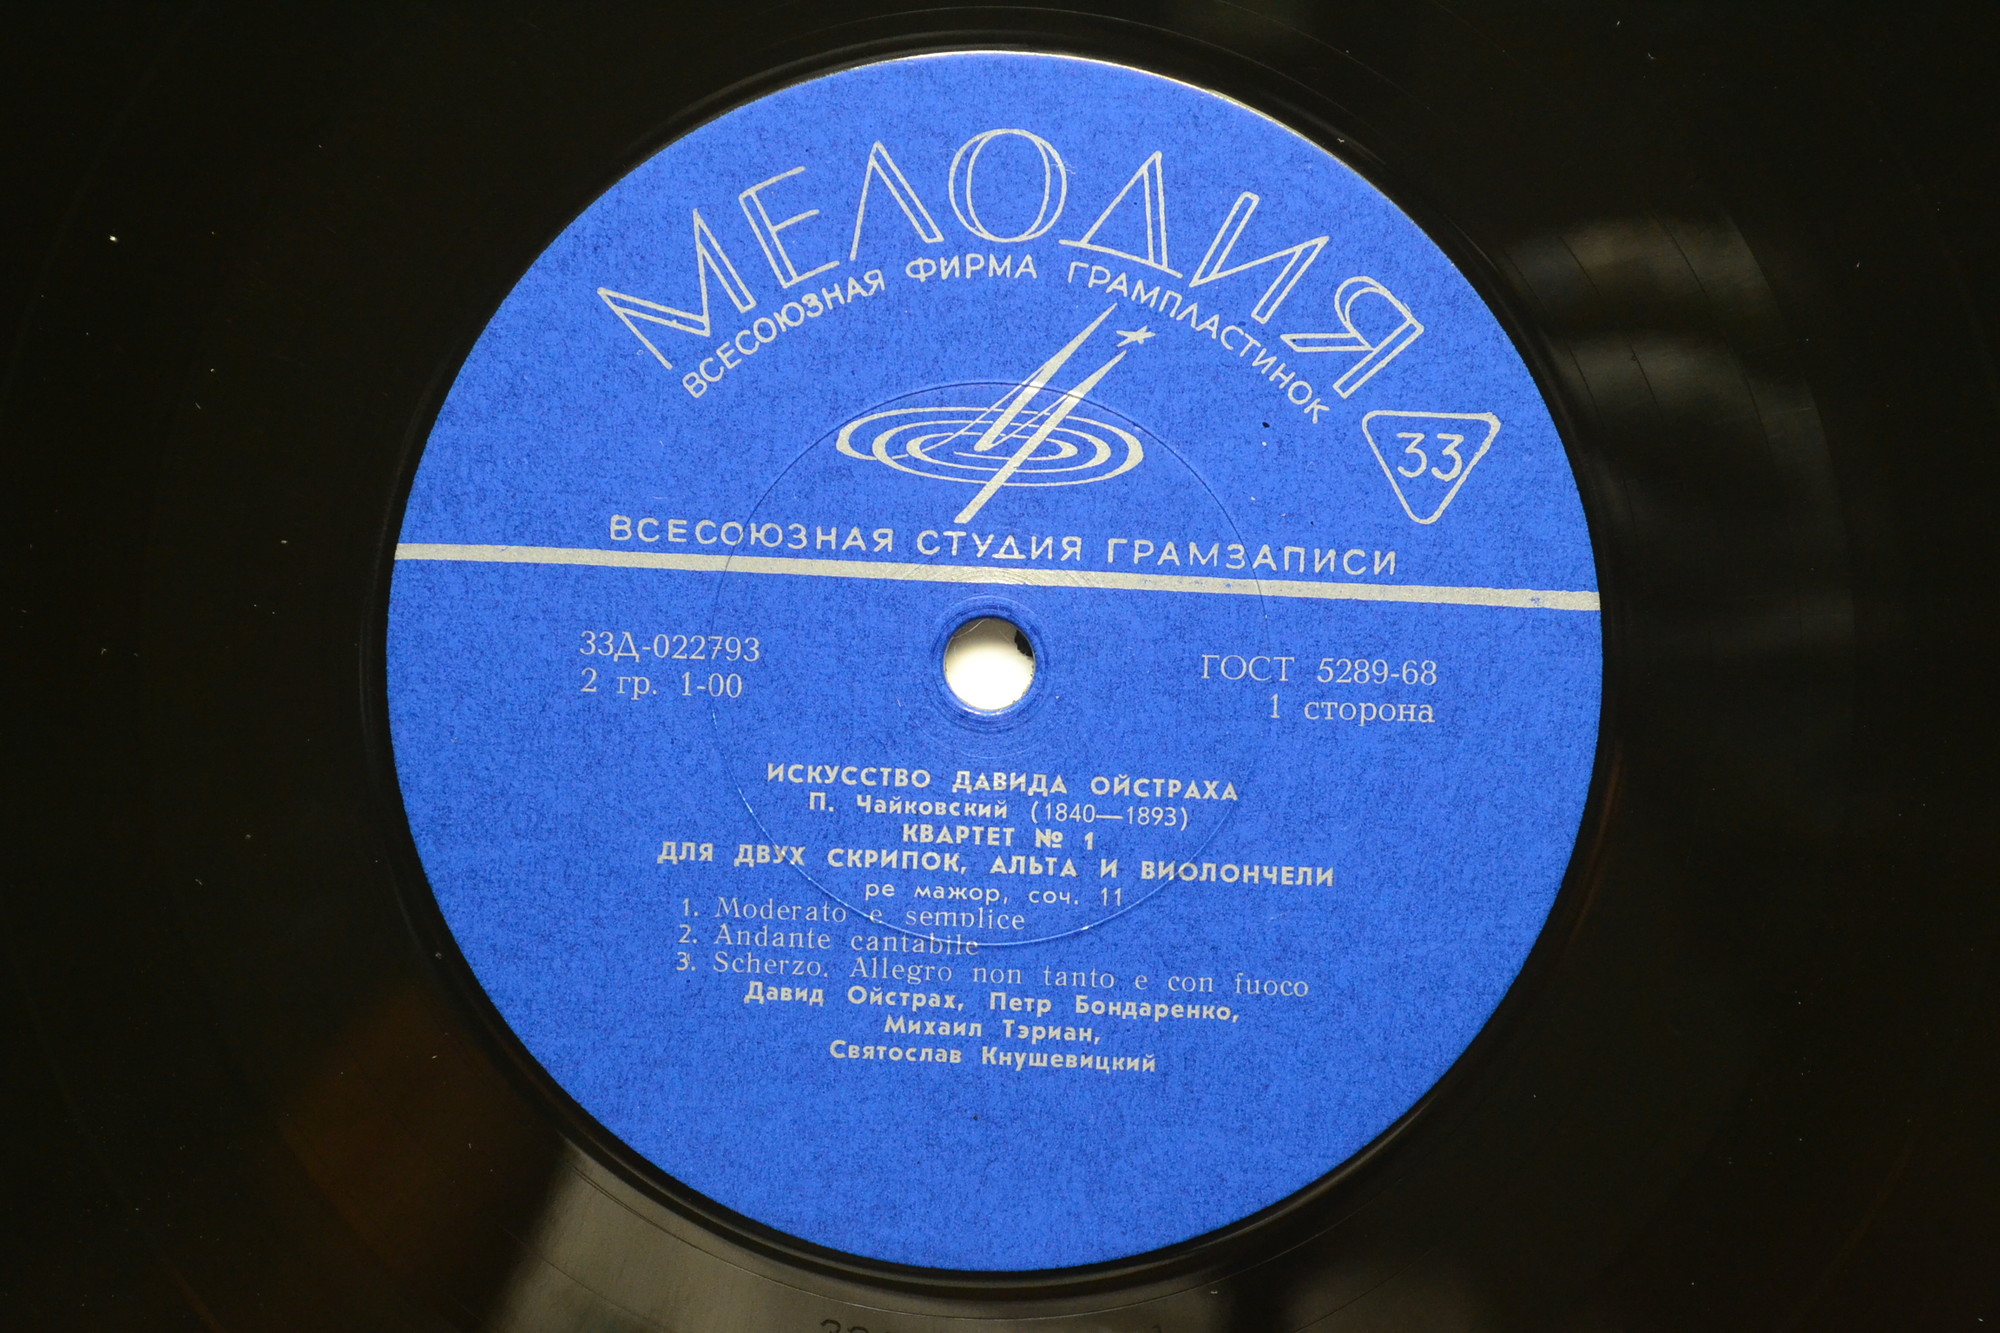 МЕЛОДИЯ
ВСЕСОЮЗНАЯ ФИРМА ГРАМПЛАСТИНОК
33
ВСЕСОЮЗНАЯ СТУДИЯ ГРАМЗАПИСИ
33Д-022793
2 гр. 1-00
ГОСТ 5289-68
1 сторона
ИСКУССТВО ДАВИДА ОЙСТРАХА
П. Чайковский (1840—1893)
КВАРТЕТ № 1
ДЛЯ ДВУХ СКРИПОК, АЛЬТА И ВИОЛОНЧЕЛИ
ре мажор, соч. 11
1. Moderato e semplice
2. Andante cantabile
3. Scherzo. Allegro non tanto e con fuoco
Давид Ойстрах, Петр Бондаренко,
Михаил Тэриан,
Святослав Кнушевицкий